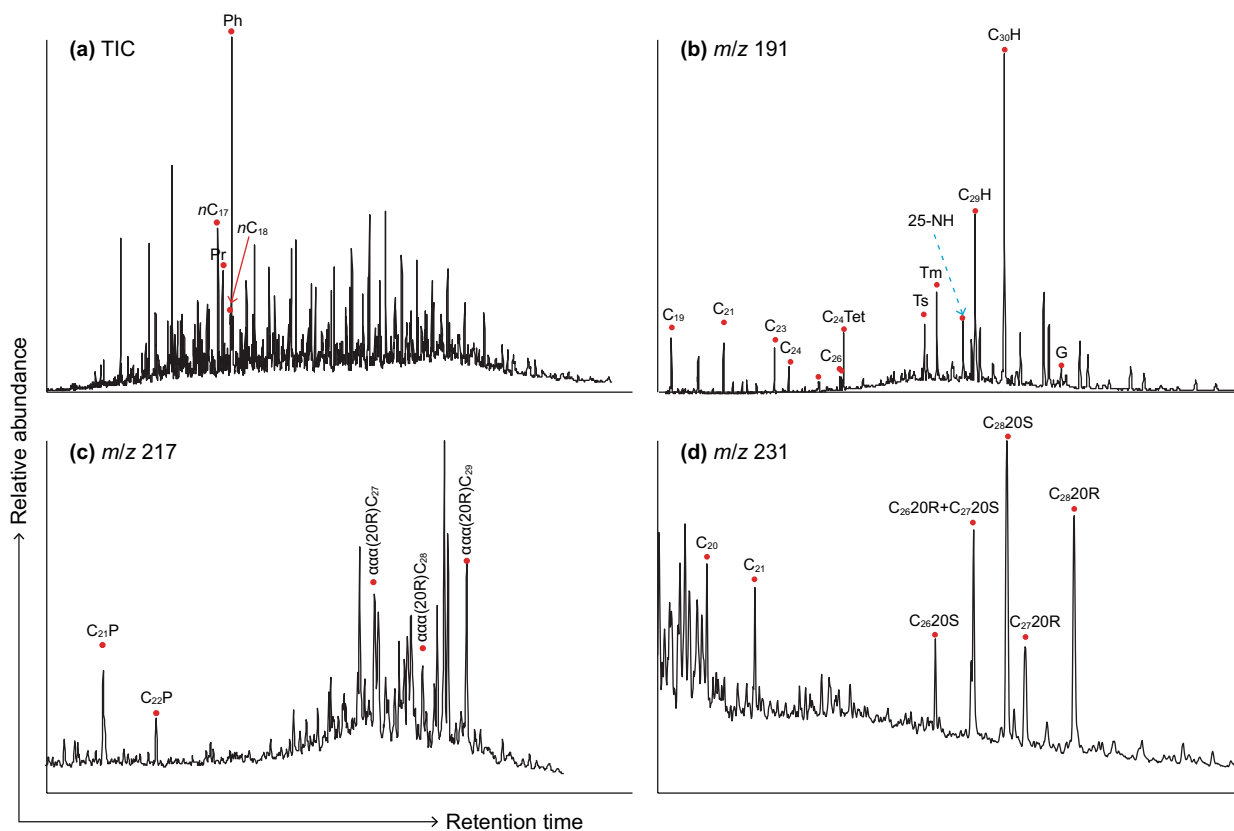 (a) TIC
Ph
nC₁₇
nC₁₈
Pr
(b) m/z 191
C₃₀H
C₂₉H
25-NH
Tm
Ts
C₁₉
C₂₁
C₂₃
C₂₄
C₂₆
C₂₄Tet
G
(c) m/z 217
C₂₁P
C₂₂P
ααα(20R)C₂₇
ααα(20R)C₂₈
ααα(20R)C₂₉
(d) m/z 231
C₂₈20S
C₂₈20R
C₂₆20R+C₂₇20S
C₂₀
C₂₁
C₂₆20S
C₂₇20R
Relative abundance
Retention time